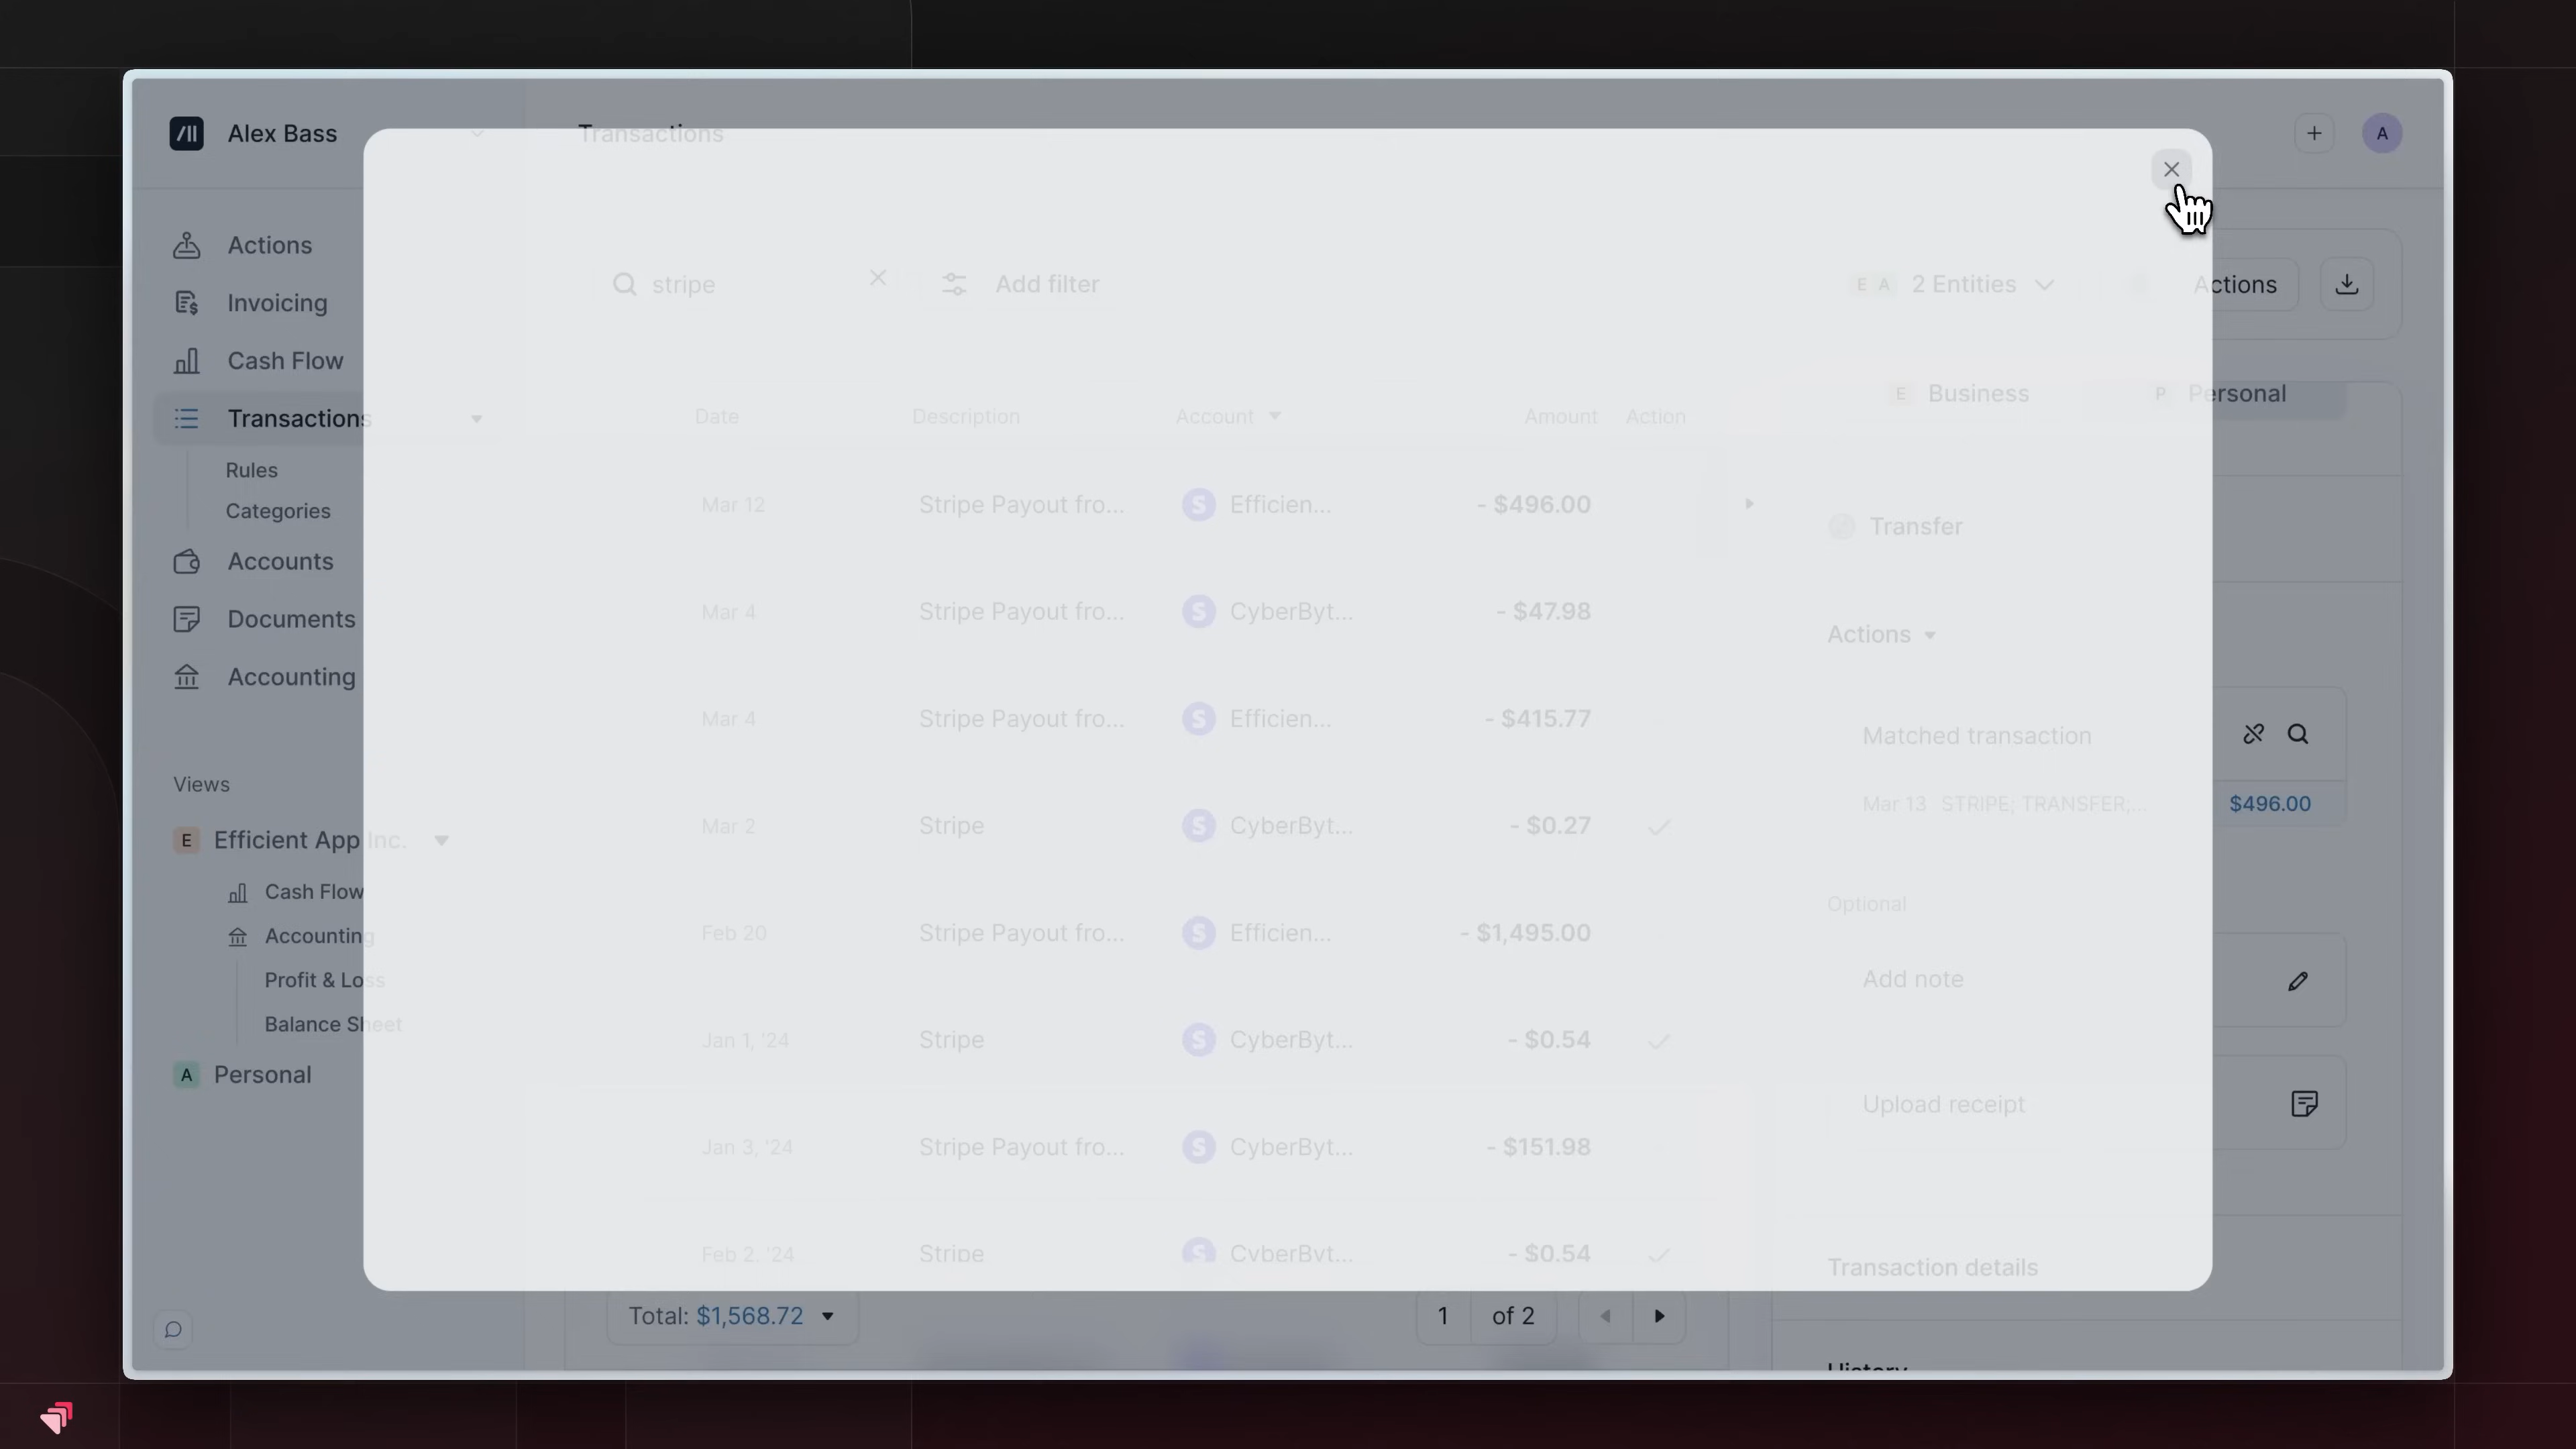 Alex Bass
Transactions
A
Actions
Invoicing
Cash Flow
Transactions
Rules
Categories
Accounts
Documents
Accounting
Views
E Efficient App Inc.
Cash Flow
Accounting
Profit & Loss
Balance Sheet
A Personal
stripe
Add filter
E A 2 Entities
Actions
E Business
P Personal
Date Description Account Amount Action
Mar 12 Stripe Payout fro... S Efficien... - $496.00
Mar 4 Stripe Payout fro... S CyberByt... - $47.98
Mar 4 Stripe Payout fro... S Efficien... - $415.77
Mar 2 Stripe S CyberByt... - $0.27
Feb 20 Stripe Payout fro... S Efficien... - $1,495.00
Jan 1, '24 Stripe S CyberByt... - $0.54
Jan 3, '24 Stripe Payout fro... S CyberByt... - $151.98
Feb 2, '24 Stripe S CyberByt... - $0.54
Total: $1,568.72
1 of 2
Transfer
Actions
Matched transaction
Mar 13 STRIPE; TRANSFER;... $496.00
Optional
Add note
Upload receipt
Transaction details
History